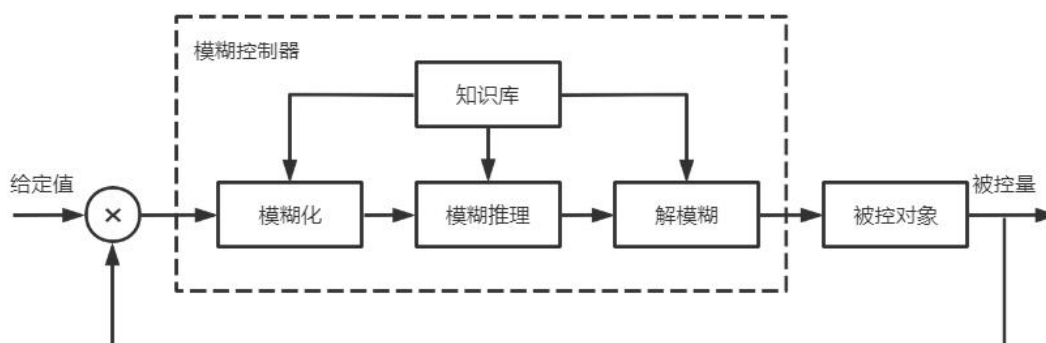 模糊控制器
知识库
给定值
模糊化
模糊推理
解模糊
被控对象
被控量